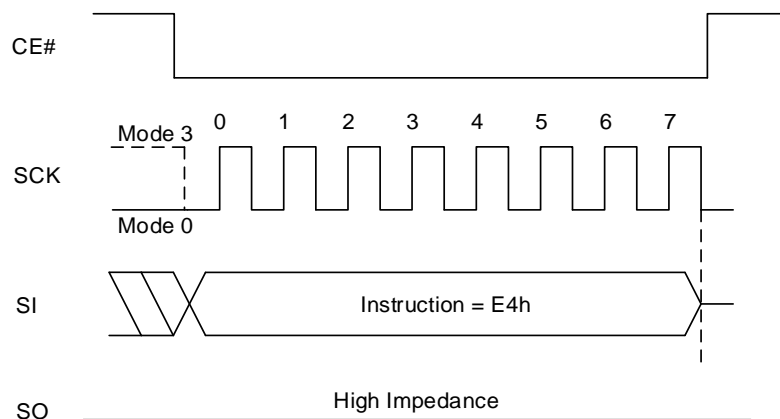 CE#
0 1 2 3 4 5 6 7
Mode 3
SCK
Mode 0
SI
Instruction = E4h
High Impedance
SO